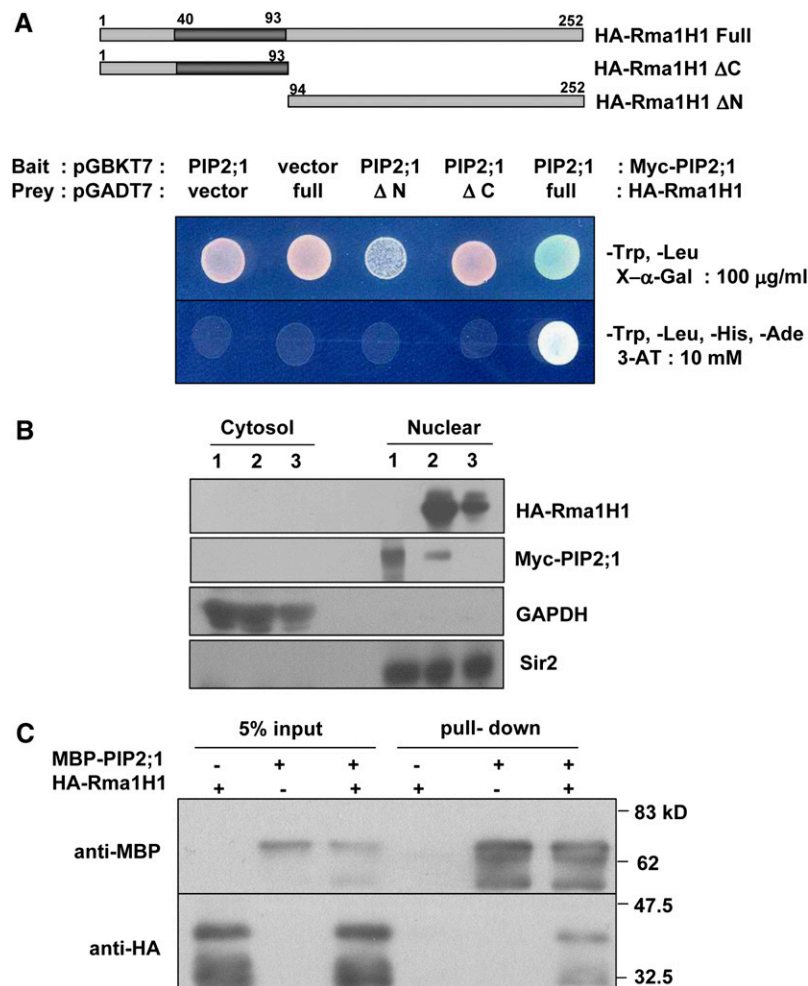 A
1 40 93 252
HA-Rma1H1 Full
1 93
HA-Rma1H1 ΔC
94 252
HA-Rma1H1 ΔN
Bait : pGBKT7 : PIP2;1 vector PIP2;1 PIP2;1 PIP2;1 : Myc-PIP2;1
Prey : pGADT7 : vector full Δ N Δ C full : HA-Rma1H1
-Trp, -Leu
X–α-Gal : 100 μg/ml
-Trp, -Leu, -His, -Ade
3-AT : 10 mM
B
Cytosol Nuclear
1 2 3 1 2 3
HA-Rma1H1
Myc-PIP2;1
GAPDH
Sir2
C
5% input pull- down
MBP-PIP2;1 - + + - + +
HA-Rma1H1 + - + + - +
83 kD
anti-MBP
62
47.5
anti-HA
32.5